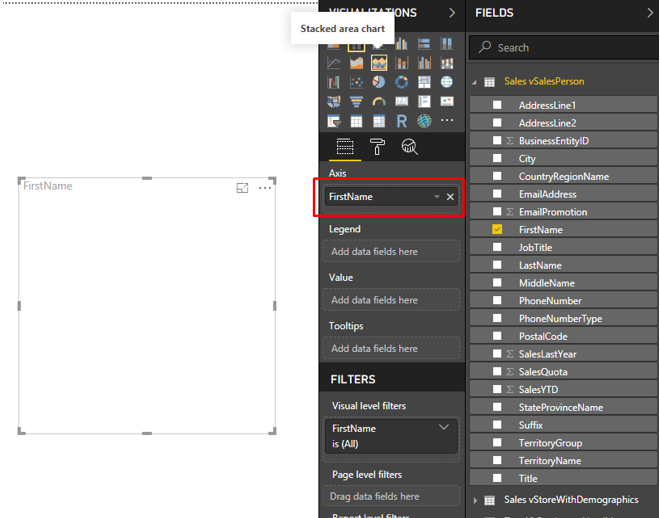 VISUALIZATIONS
FIELDS
Stacked area chart
Search
Sales vSalesPerson
AddressLine1
AddressLine2
Σ BusinessEntityID
City
CountryRegionName
EmailAddress
Σ EmailPromotion
FirstName
JobTitle
LastName
MiddleName
PhoneNumber
PhoneNumberType
PostalCode
Σ SalesLastYear
Σ SalesQuota
Σ SalesYTD
StateProvinceName
Suffix
TerritoryGroup
TerritoryName
Title
Sales vStoreWithDemographics
R
Axis
FirstName
Legend
Add data fields here
Value
Add data fields here
Tooltips
Add data fields here
FILTERS
Visual level filters
FirstName
is (All)
Page level filters
Drag data fields here
Report level filters
FirstName